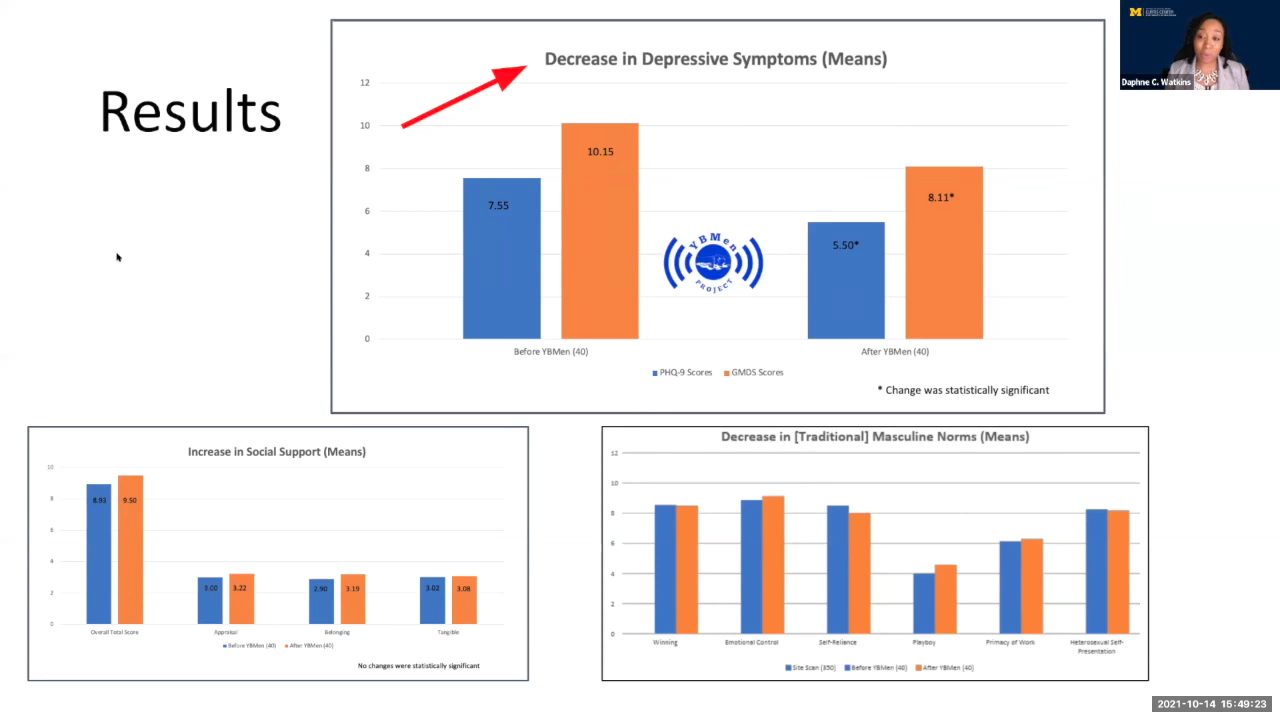 Results
Decrease in Depressive Symptoms (Means)
12
10
8
6
4
2
0
7.55
10.15
5.50*
8.11*
YBMen
PROJECT
Before YBMen (40)
After YBMen (40)
PHQ-9 Scores GMDS Scores
* Change was statistically significant
M
Daphne C. Watkins
Increase in Social Support (Means)
10
8
6
4
2
0
8.93 9.50
3.00 3.22
2.90 3.19
3.02 3.08
Overall Total Score Appraisal Belonging Tangible
Before YBMen (40) After YBMen (40)
No changes were statistically significant
Decrease in [Traditional] Masculine Norms (Means)
12
10
8
6
4
2
0
Winning Emotional Control Self-Reliance Playboy Primacy of Work Heterosexual Self-
Presentation
Site Scan (350) Before YBMen (40) After YBMen (40)
2021-10-14 15:49:23